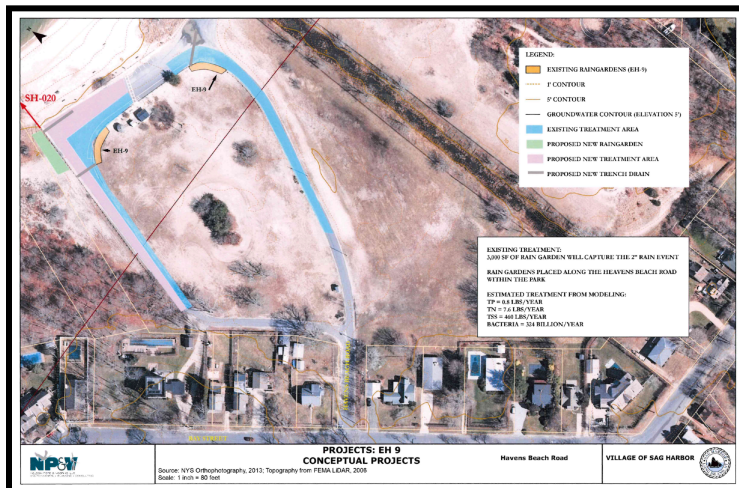 LEGEND:
EXISTING RAINGARDENS (EH-9)
1' CONTOUR
5' CONTOUR
GROUNDWATER CONTOUR (ELEVATION 5')
EXISTING TREATMENT AREA
PROPOSED NEW RAINGARDEN
PROPOSED NEW TREATMENT AREA
PROPOSED NEW TRENCH DRAIN
EH-9
SH-020
EH-9
EXISTING TREATMENT:
3,000 SF OF RAIN GARDEN WILL CAPTURE THE 2" RAIN EVENT
RAIN GARDENS PLACED ALONG THE HEAVENS BEACH ROAD
WITHIN THE PARK
ESTIMATED TREATMENT FROM MODELING:
TP = 0.8 LBS/YEAR
TN = 7.6 LBS/YEAR
TSS = 460 LBS/YEAR
BACTERIA = 324 BILLION/YEAR
NP&V
PROJECTS: EH 9
CONCEPTUAL PROJECTS
Source: NYS Orthophotography, 2013; Topography from FEMA LiDAR, 2006
Scale: 1 inch = 80 feet
Havens Beach Road
VILLAGE OF SAG HARBOR